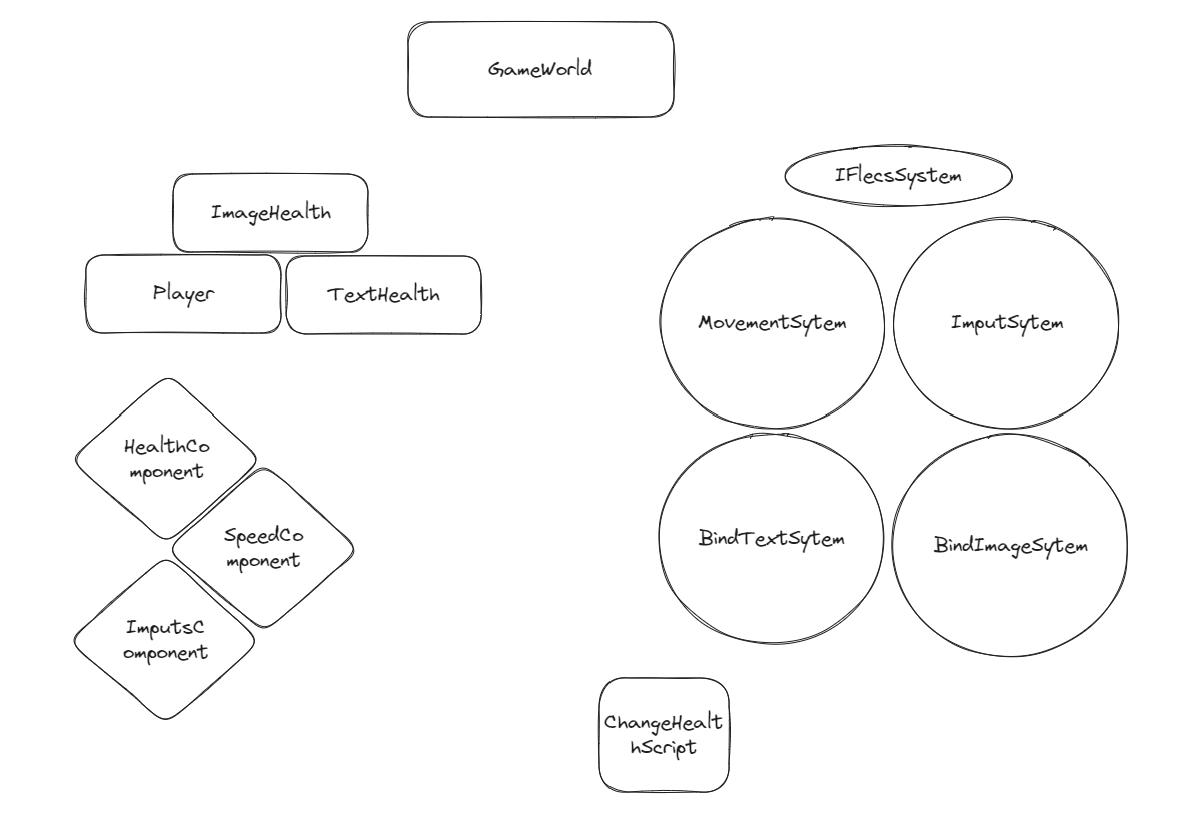 GameWorld
IFlecsSystem
ImageHealth
Player
TextHealth
MovementSytem
ImputSytem
HealthCo
mponent
SpeedCo
mponent
BindTextSytem
BindImageSytem
ImputsC
omponent
ChangeHealt
hScript